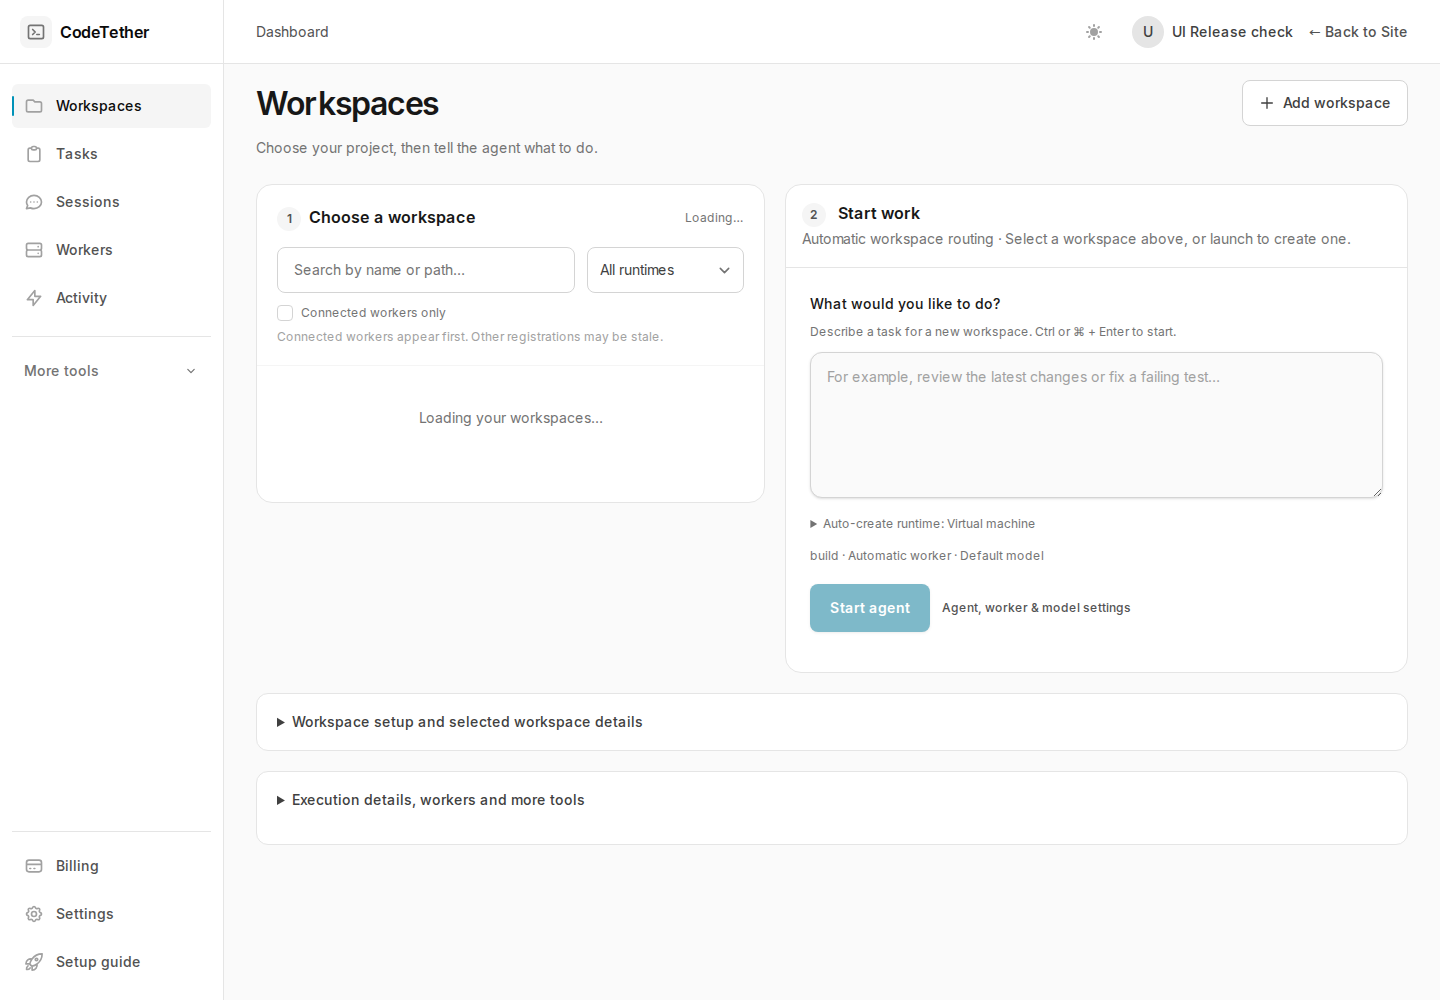 CodeTether
Dashboard
U
UI Release check
← Back to Site
Workspaces
Tasks
Sessions
Workers
Activity
More tools
Billing
Settings
Setup guide
Workspaces
Add workspace
Choose your project, then tell the agent what to do.
1
Choose a workspace
Loading...
Search by name or path...
All runtimes
Connected workers only
Connected workers appear first. Other registrations may be stale.
Loading your workspaces...
2
Start work
Automatic workspace routing · Select a workspace above, or launch to create one.
What would you like to do?
Describe a task for a new workspace. Ctrl or ⌘ + Enter to start.
For example, review the latest changes or fix a failing test...
Auto-create runtime: Virtual machine
build · Automatic worker · Default model
Start agent
Agent, worker & model settings
Workspace setup and selected workspace details
Execution details, workers and more tools